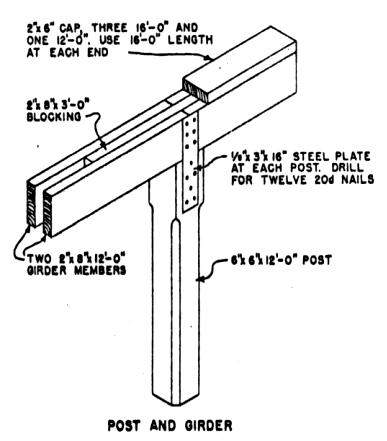 2"x 6" CAP, THREE 16'-0" AND
ONE 12'-0". USE 16'-0" LENGTH
AT EACH END
2"x 8"x 3'-0"
BLOCKING
1/8"x 3"x 16" STEEL PLATE
AT EACH POST. DRILL
FOR TWELVE 20d NAILS
TWO 2"x 8"x 12'-0"
GIRDER MEMBERS
6"x 6"x 12'-0" POST
POST AND GIRDER